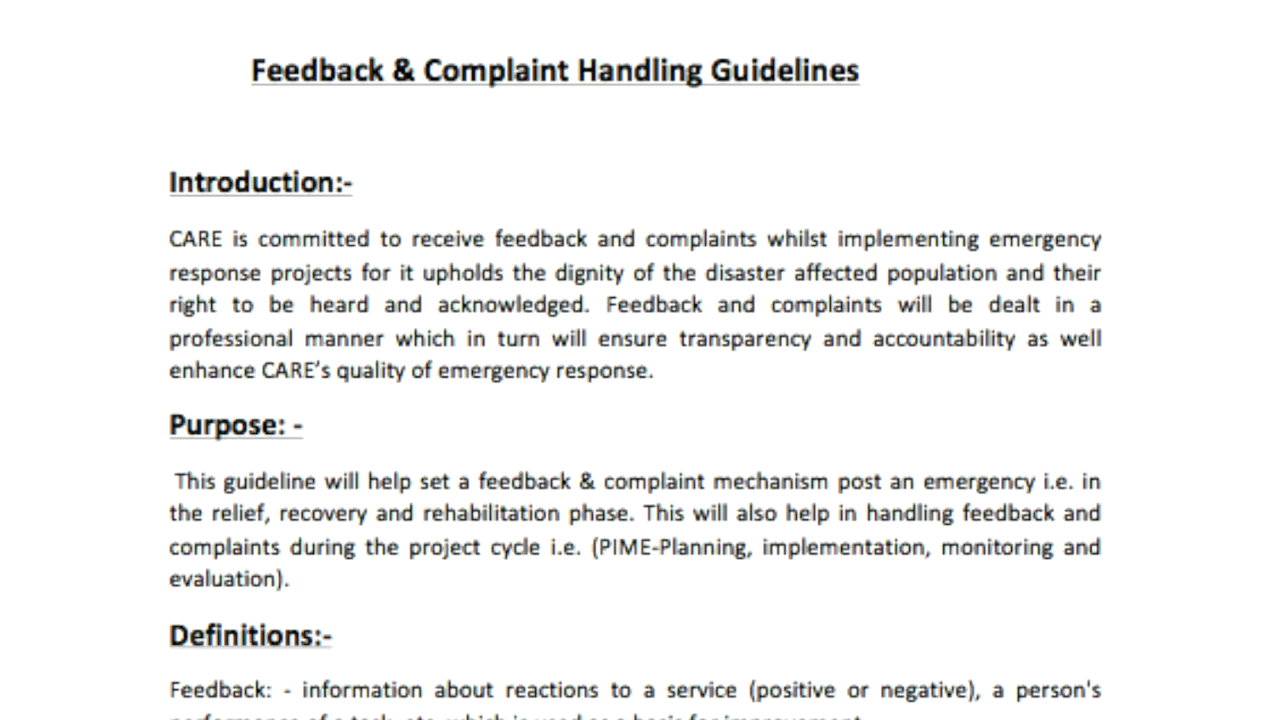 Feedback & Complaint Handling Guidelines
Introduction:-
CARE is committed to receive feedback and complaints whilst implementing emergency
response projects for it upholds the dignity of the disaster affected population and their
right to be heard and acknowledged. Feedback and complaints will be dealt in a
professional manner which in turn will ensure transparency and accountability as well
enhance CARE’s quality of emergency response.
Purpose: -
This guideline will help set a feedback & complaint mechanism post an emergency i.e. in
the relief, recovery and rehabilitation phase. This will also help in handling feedback and
complaints during the project cycle i.e. (PIME-Planning, implementation, monitoring and
evaluation).
Definitions:-
Feedback: - information about reactions to a service (positive or negative), a person's